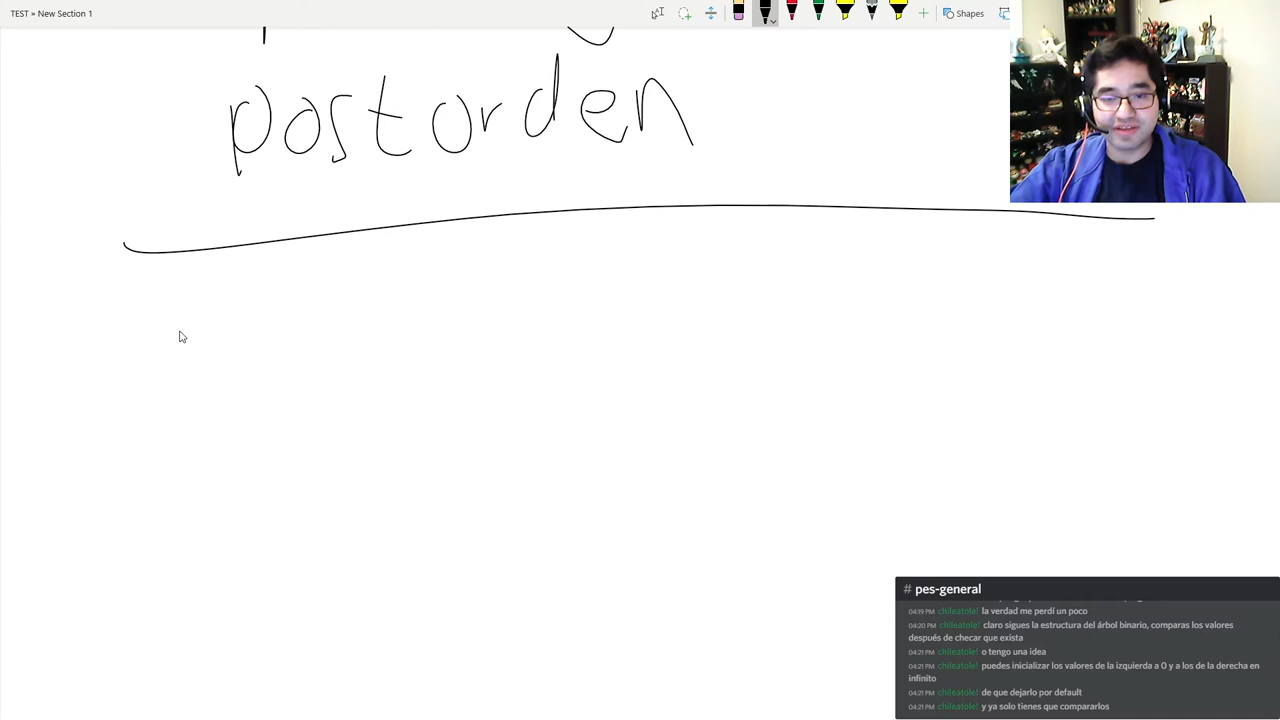 TEST » New Section 1
Shapes
postorden
# pes-general
04:19 PM chileatole! la verdad me perdí un poco
04:20 PM chileatole! claro sigues la estructura del árbol binario, comparas los valores
después de checar que exista
04:21 PM chileatole! o tengo una idea
04:21 PM chileatole! puedes inicializar los valores de la izquierda a 0 y a los de la derecha en
infinito
04:21 PM chileatole! de que dejarlo por default
04:21 PM chileatole! y ya solo tienes que compararlos